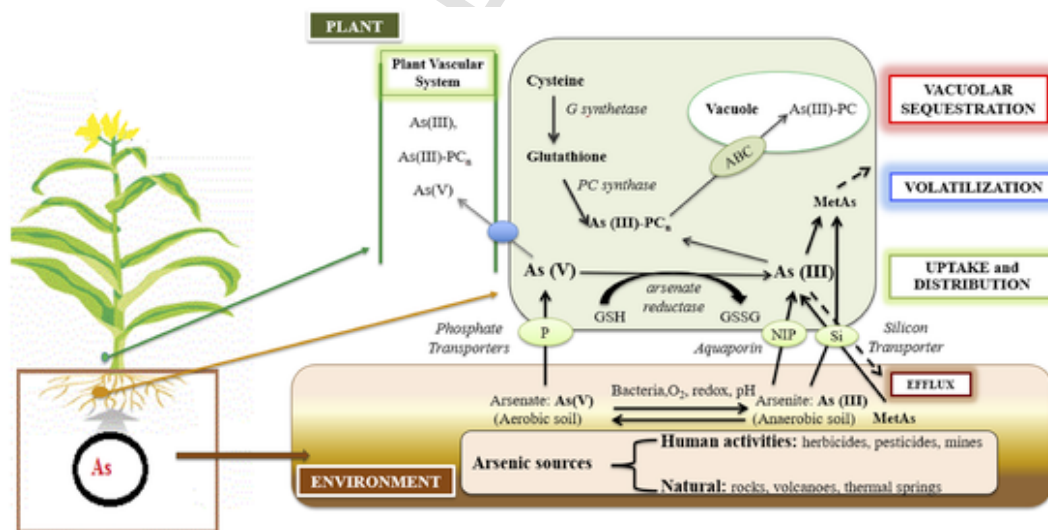 PLANT
Plant Vascular
System
As(III),
As(III)-PCn
As(V)
Cysteine
G synthetase
Glutathione
PC synthase
As (III)-PCn
Vacuole
As(III)-PC
ABC
MetAs
As (V)
As (III)
arsenate
reductase
GSH
GSSG
VACUOLAR
SEQUESTRATION
VOLATILIZATION
UPTAKE and
DISTRIBUTION
Phosphate
Transporters
P
Aquaporin
NIP
Si
Silicon
Transporter
EFFLUX
Arsenate: As(V)
(Aerobic soil)
Bacteria,O2, redox, pH
Arsenite: As (III)
(Anaerobic soil)
MetAs
Arsenic sources
Human activities: herbicides, pesticides, mines
Natural: rocks, volcanoes, thermal springs
As
ENVIRONMENT